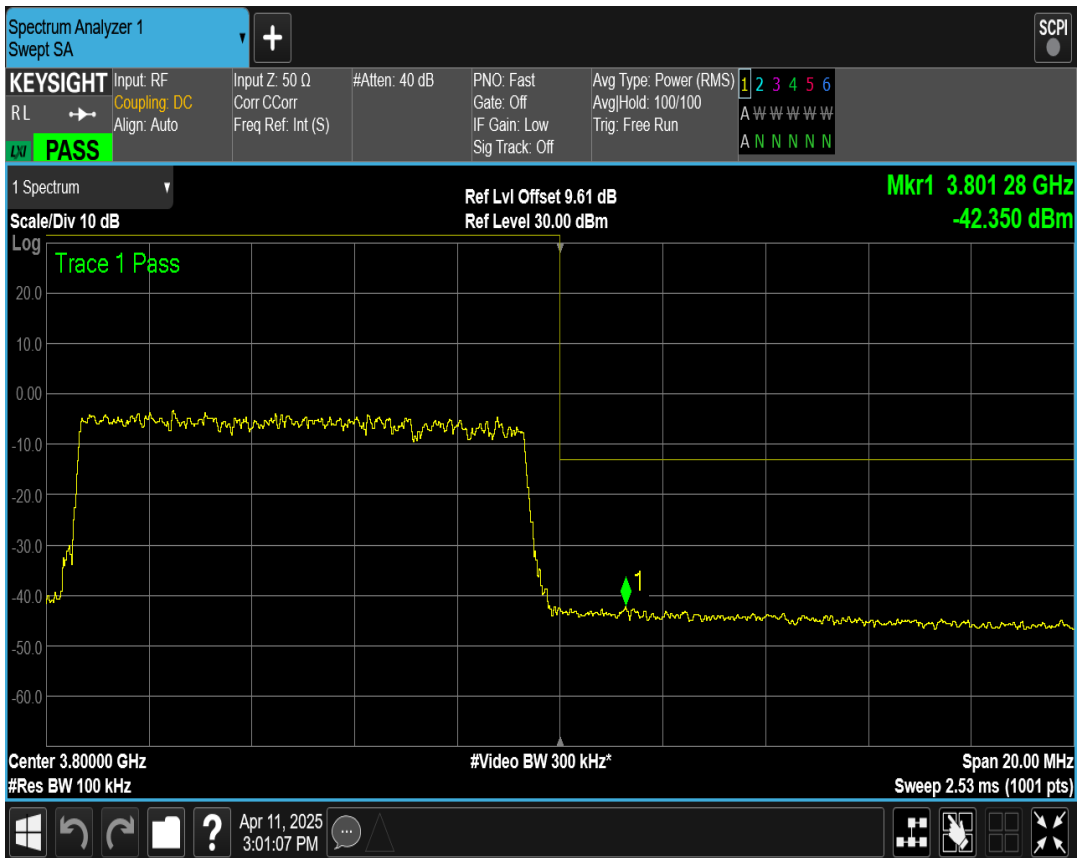 Spectrum Analyzer 1
Swept SA
+
SCPI
KEYSIGHT
RL
LXI PASS
Input: RF
Coupling: DC
Align: Auto
Input Z: 50 Ω
Corr CCorr
Freq Ref: Int (S)
#Atten: 40 dB
PNO: Fast
Gate: Off
IF Gain: Low
Sig Track: Off
Avg Type: Power (RMS)
Avg|Hold: 100/100
Trig: Free Run
1 2 3 4 5 6
A W W W W W
A N N N N N
1 Spectrum
Scale/Div 10 dB
Ref Lvl Offset 9.61 dB
Ref Level 30.00 dBm
Mkr1 3.801 28 GHz
-42.350 dBm
Log
Trace 1 Pass
20.0
10.0
0.00
-10.0
-20.0
-30.0
-40.0
-50.0
-60.0
1
Center 3.80000 GHz
#Res BW 100 kHz
#Video BW 300 kHz*
Span 20.00 MHz
Sweep 2.53 ms (1001 pts)
?
Apr 11, 2025
3:01:07 PM